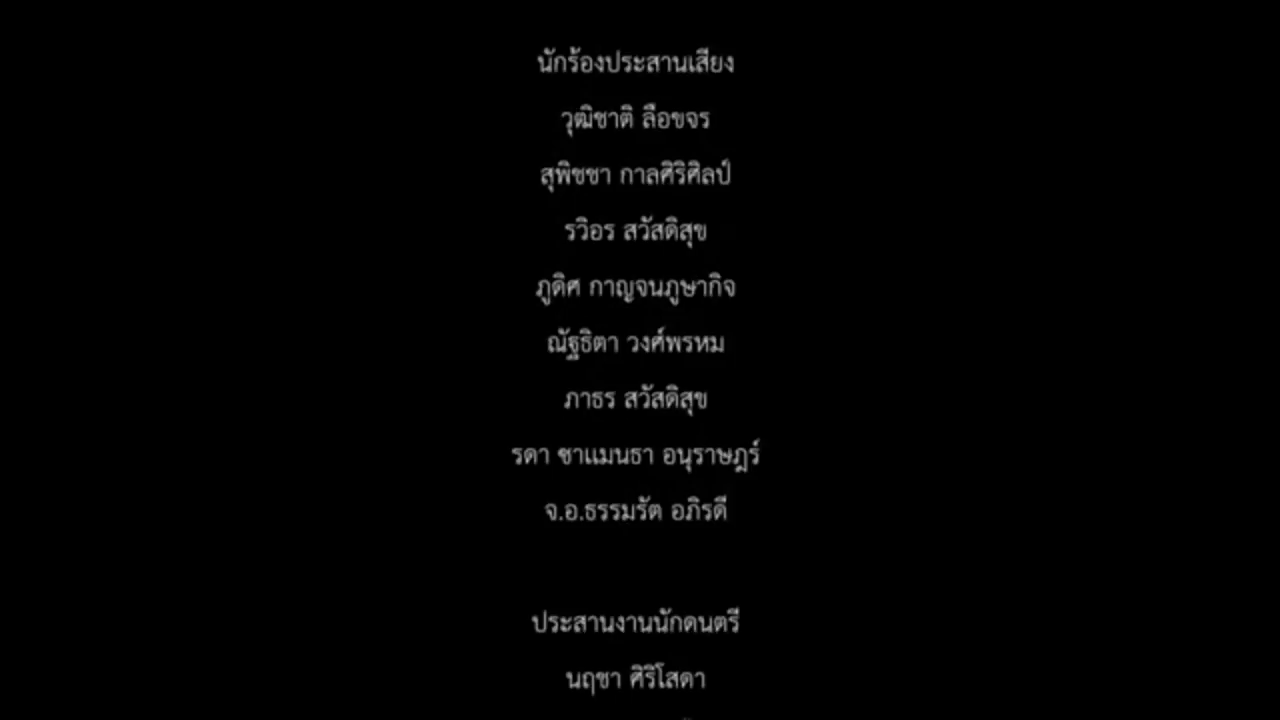 นักร้องประสานเสียง
วุฒิชาติ ลือขจร
สุพิชชา กาลศิริศิลป์
รวิอร สวัสดิสุข
ภูดิศ กาญจนภูษากิจ
ณัฐธิตา วงศ์พรหม
ภาธร สวัสดิสุข
รดา ซาแมนธา อนุราษฎร์
จ.อ.ธรรมรัต อภิรดี
ประสานงานนักดนตรี
นฤชา ศิริโสดา